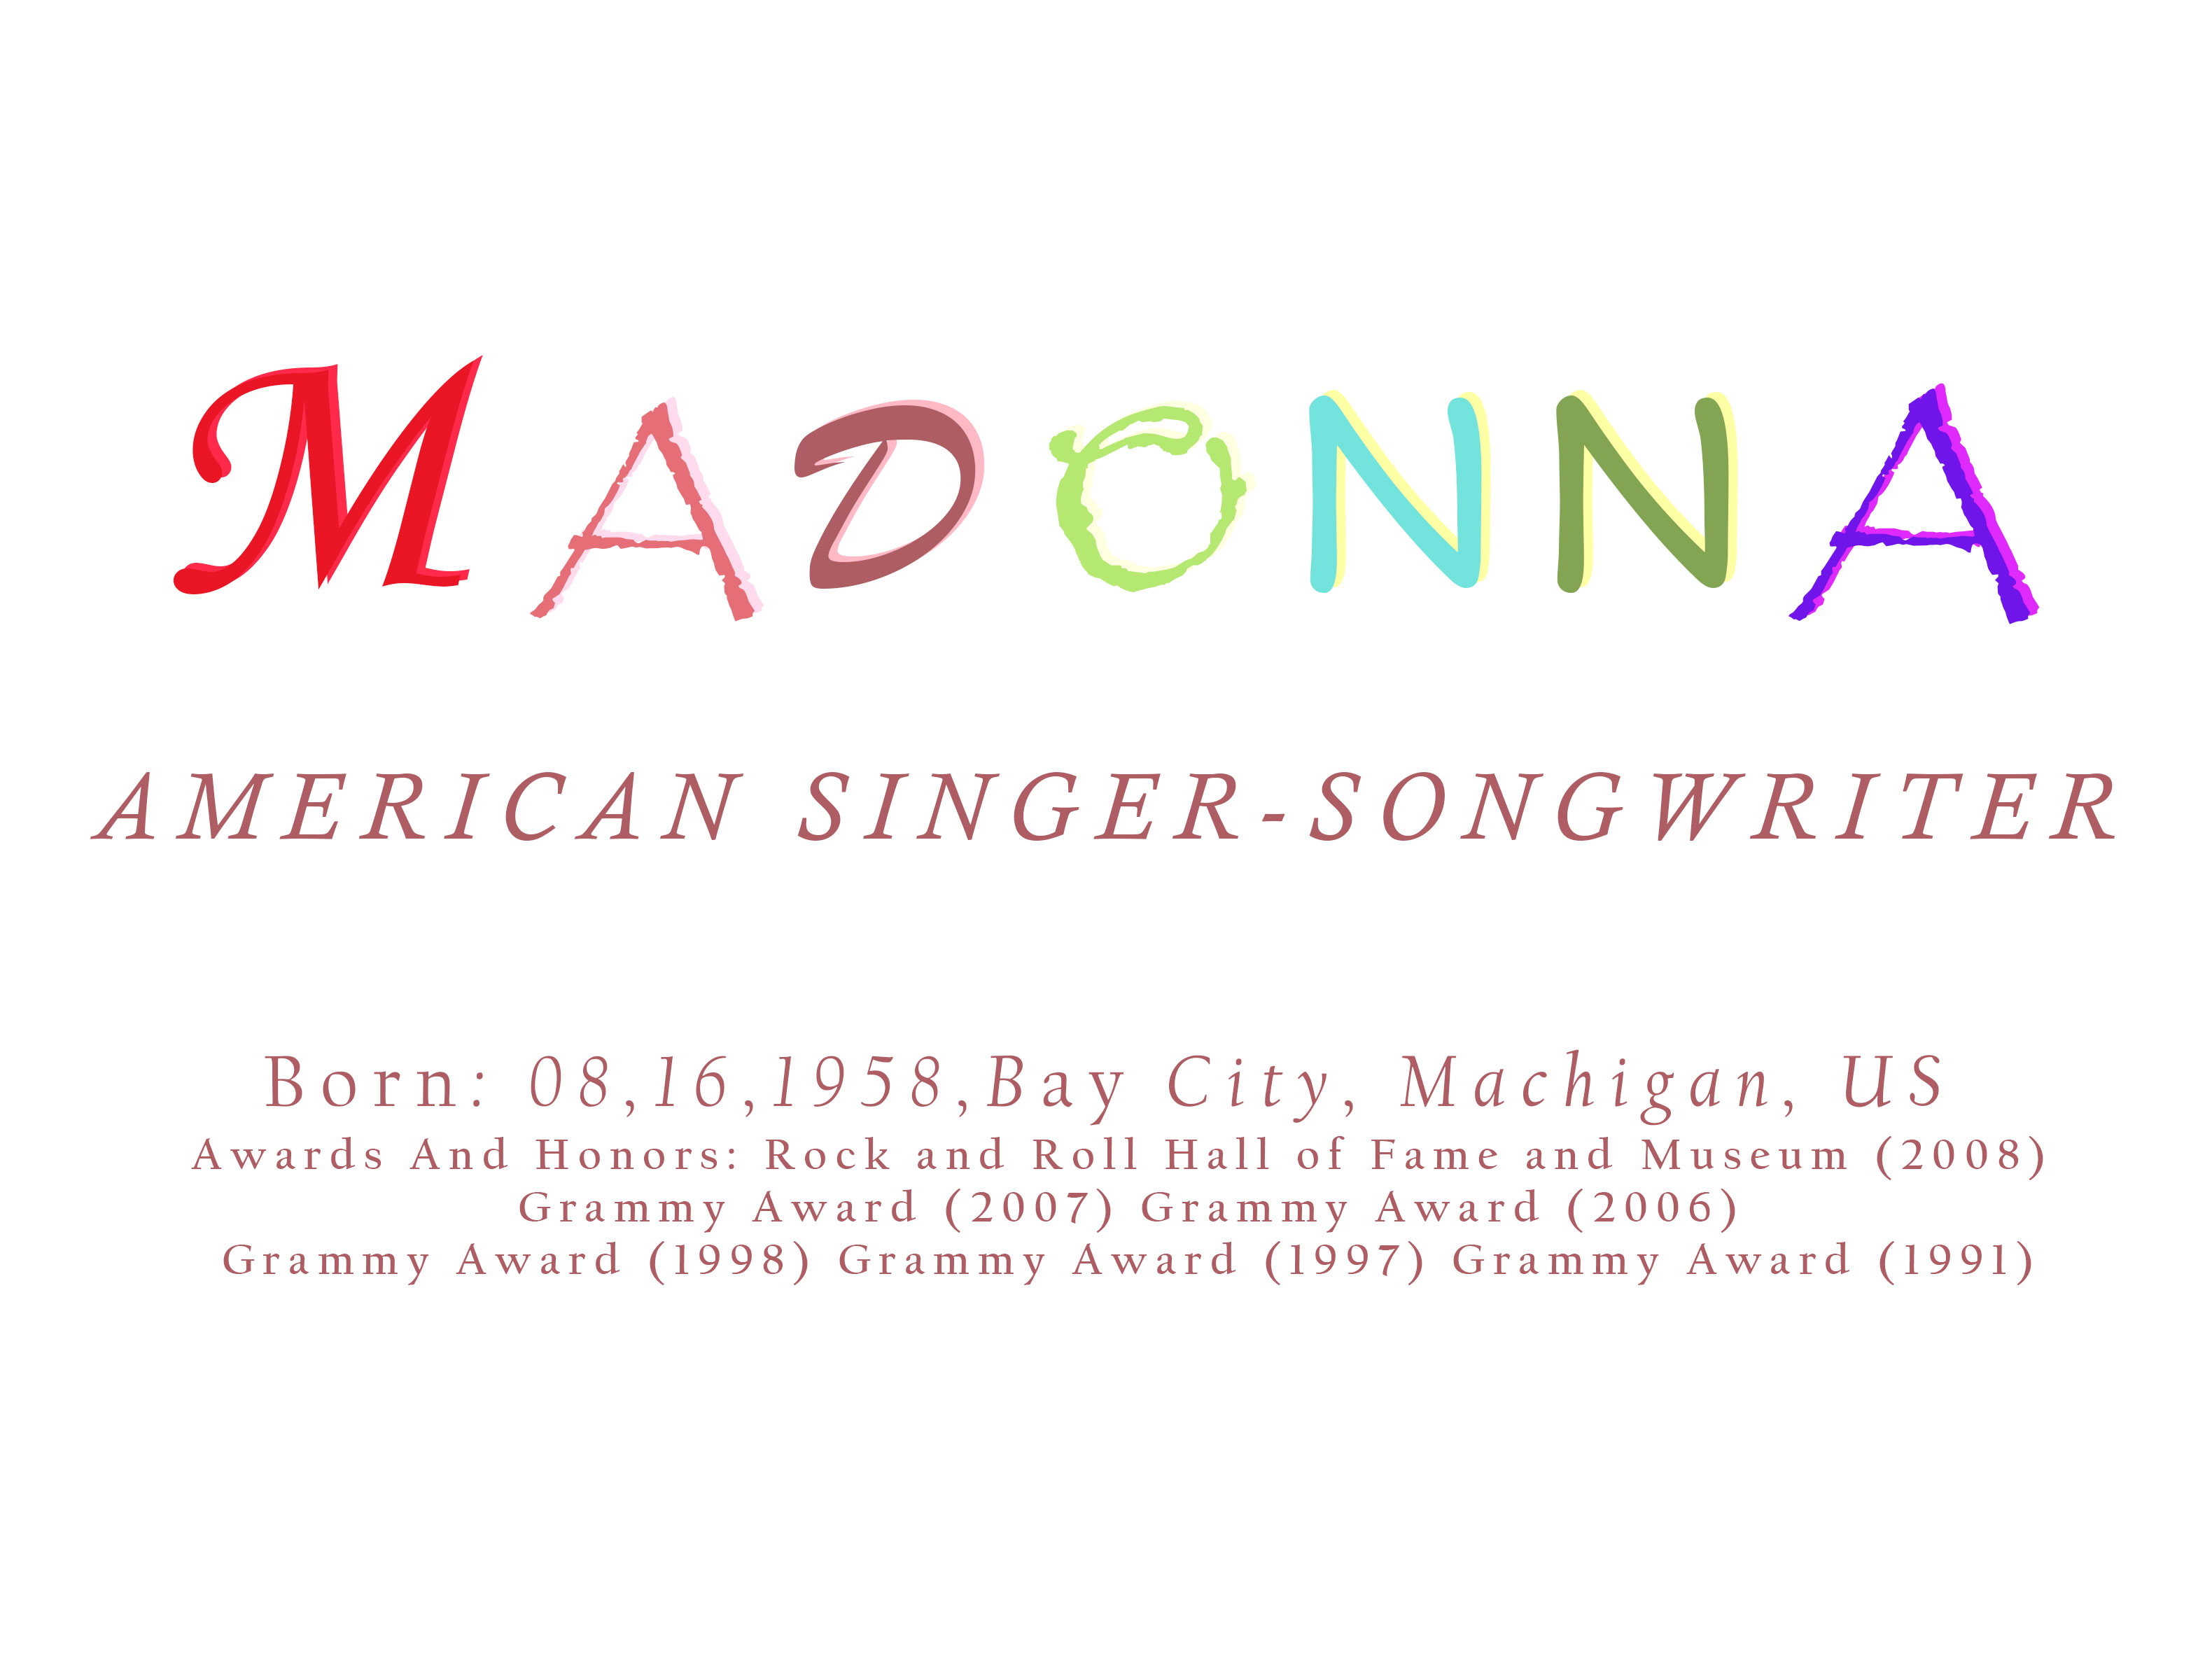 MADONNA
AMERICAN SINGER-SONGWRITER
Born: 08,16,1958,Bay City, Machigan, US
Awards And Honors: Rock and Roll Hall of Fame and Museum (2008)
Grammy Award (2007) Grammy Award (2006)
Grammy Award (1998) Grammy Award (1997) Grammy Award (1991)